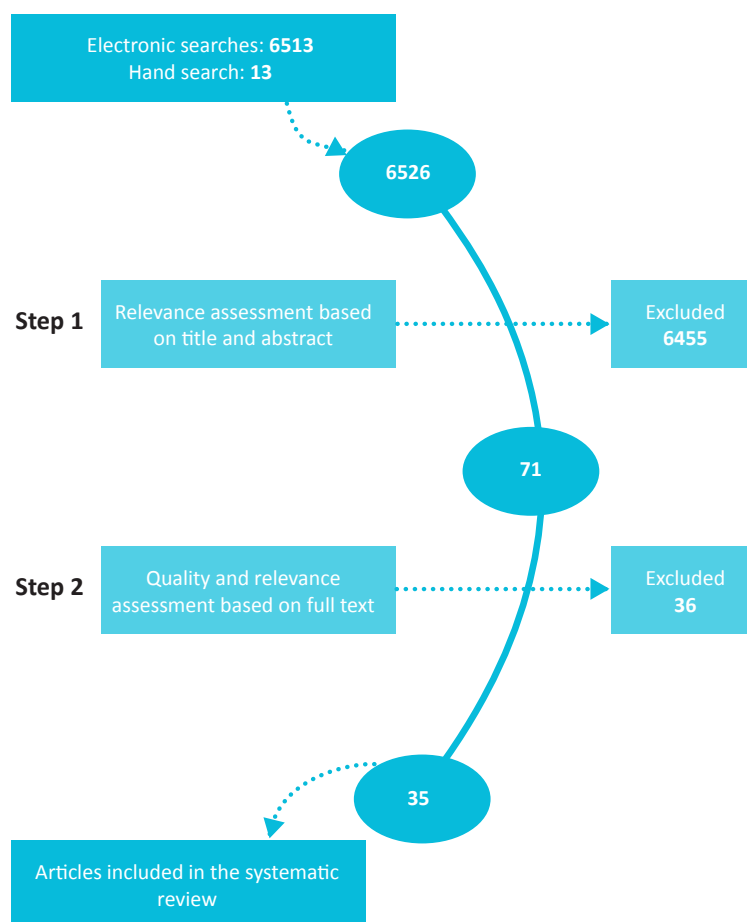 Electronic searches: 6513
Hand search: 13
6526
Step 1
Relevance assessment based
on title and abstract
Excluded
6455
71
Step 2
Quality and relevance
assessment based on full text
Excluded
36
35
Articles included in the systematic
review